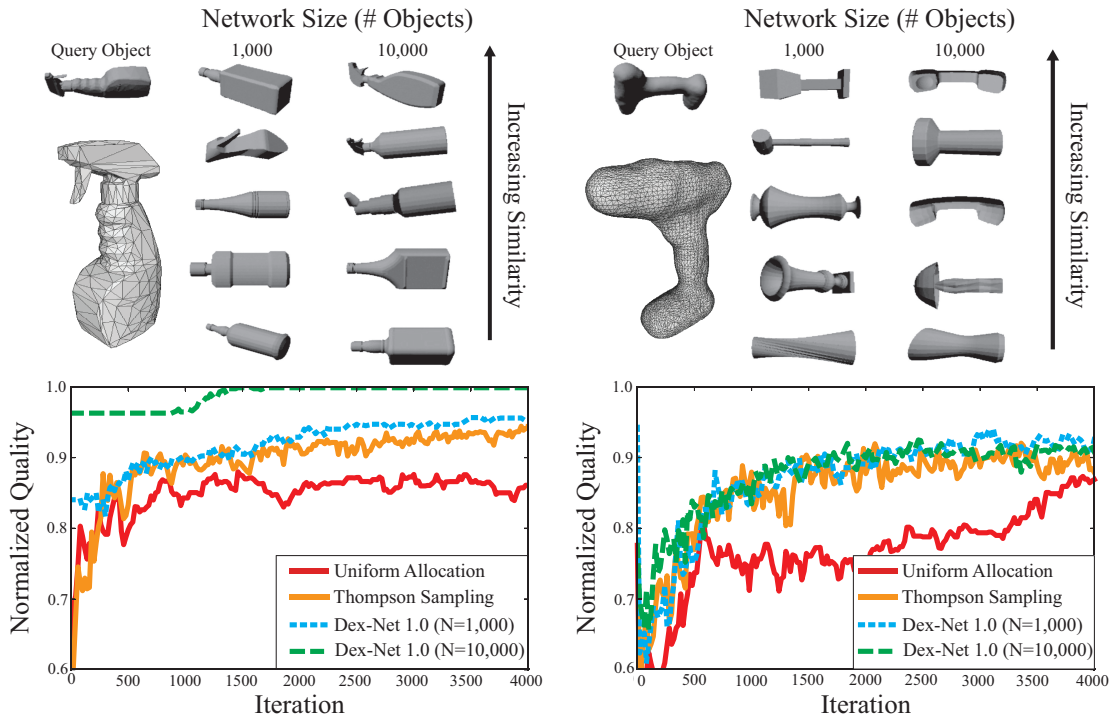 Network Size (# Objects)
Query Object
1,000
10,000
Increasing Similarity
1.0
0.9
0.8
0.7
0.6
Normalized Quality
Uniform Allocation
Thompson Sampling
Dex-Net 1.0 (N=1,000)
Dex-Net 1.0 (N=10,000)
0 500 1000 1500 2000 2500 3000 3500 4000
Iteration
Network Size (# Objects)
Query Object
1,000
10,000
Increasing Similarity
1.0
0.9
0.8
0.7
0.6
Normalized Quality
Uniform Allocation
Thompson Sampling
Dex-Net 1.0 (N=1,000)
Dex-Net 1.0 (N=10,000)
0 500 1000 1500 2000 2500 3000 3500 4000
Iteration